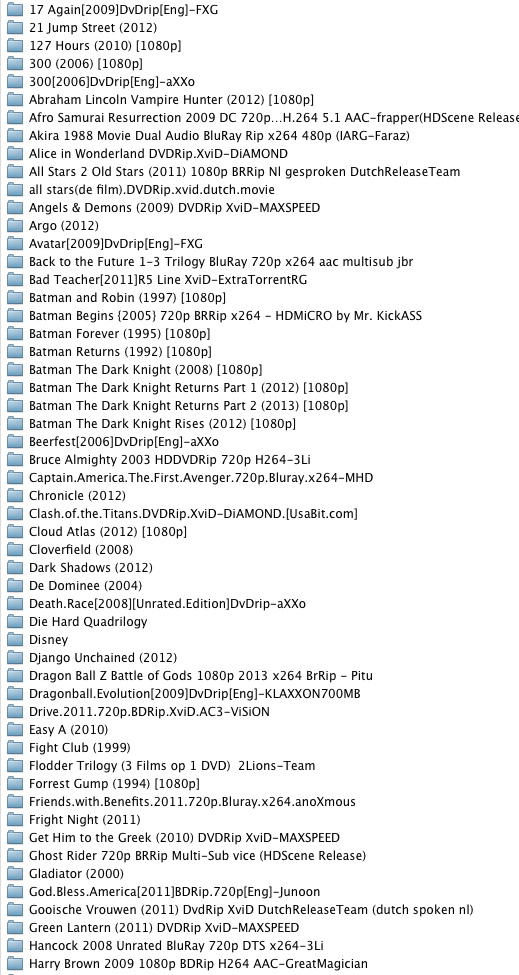 17 Again[2009]DvDrip[Eng]-FXG
21 Jump Street (2012)
127 Hours (2010) [1080p]
300 (2006) [1080p]
300[2006]DvDrip[Eng]-aXXo
Abraham Lincoln Vampire Hunter (2012) [1080p]
Afro Samurai Resurrection 2009 DC 720p...H.264 5.1 AAC-frapper(HDScene Release
Akira 1988 Movie Dual Audio BluRay Rip x264 480p (IARG-Faraz)
Alice in Wonderland DVDRip.XviD-DiAMOND
All Stars 2 Old Stars (2011) 1080p BRRip Nl gesproken DutchReleaseTeam
all stars(de film).DVDRip.xvid.dutch.movie
Angels & Demons (2009) DVDRip XviD-MAXSPEED
Argo (2012)
Avatar[2009]DvDrip[Eng]-FXG
Back to the Future 1-3 Trilogy BluRay 720p x264 aac multisub jbr
Bad Teacher[2011]R5 Line XviD-ExtraTorrentRG
Batman and Robin (1997) [1080p]
Batman Begins {2005} 720p BRRip x264 - HDMiCRO by Mr. KickASS
Batman Forever (1995) [1080p]
Batman Returns (1992) [1080p]
Batman The Dark Knight (2008) [1080p]
Batman The Dark Knight Returns Part 1 (2012) [1080p]
Batman The Dark Knight Returns Part 2 (2013) [1080p]
Batman The Dark Knight Rises (2012) [1080p]
Beerfest[2006]DvDrip[Eng]-aXXo
Bruce Almighty 2003 HDDVDRip 720p H264-3Li
Captain.America.The.First.Avenger.720p.Bluray.x264-MHD
Chronicle (2012)
Clash.of.the.Titans.DVDRip.XviD-DiAMOND.[UsaBit.com]
Cloud Atlas (2012) [1080p]
Cloverfield (2008)
Dark Shadows (2012)
De Dominee (2004)
Death.Race[2008][Unrated.Edition]DvDrip-aXXo
Die Hard Quadrilogy
Disney
Django Unchained (2012)
Dragon Ball Z Battle of Gods 1080p 2013 x264 BrRip - Pitu
Dragonball.Evolution[2009]DvDrip[Eng]-KLAXXON700MB
Drive.2011.720p.BDRip.XviD.AC3-ViSiON
Easy A (2010)
Fight Club (1999)
Flodder Trilogy (3 Films op 1 DVD)  2Lions-Team
Forrest Gump (1994) [1080p]
Friends.with.Benefits.2011.720p.Bluray.x264.anoXmous
Fright Night (2011)
Get Him to the Greek (2010) DVDRip XviD-MAXSPEED
Ghost Rider 720p BRRip Multi-Sub vice (HDScene Release)
Gladiator (2000)
God.Bless.America[2011]BDRip.720p[Eng]-Junoon
Gooische Vrouwen (2011) DvdRip XviD DutchReleaseTeam (dutch spoken nl)
Green Lantern (2011) DVDRip XviD-MAXSPEED
Hancock 2008 Unrated BluRay 720p DTS x264-3Li
Harry Brown 2009 1080p BDRip H264 AAC-GreatMagician